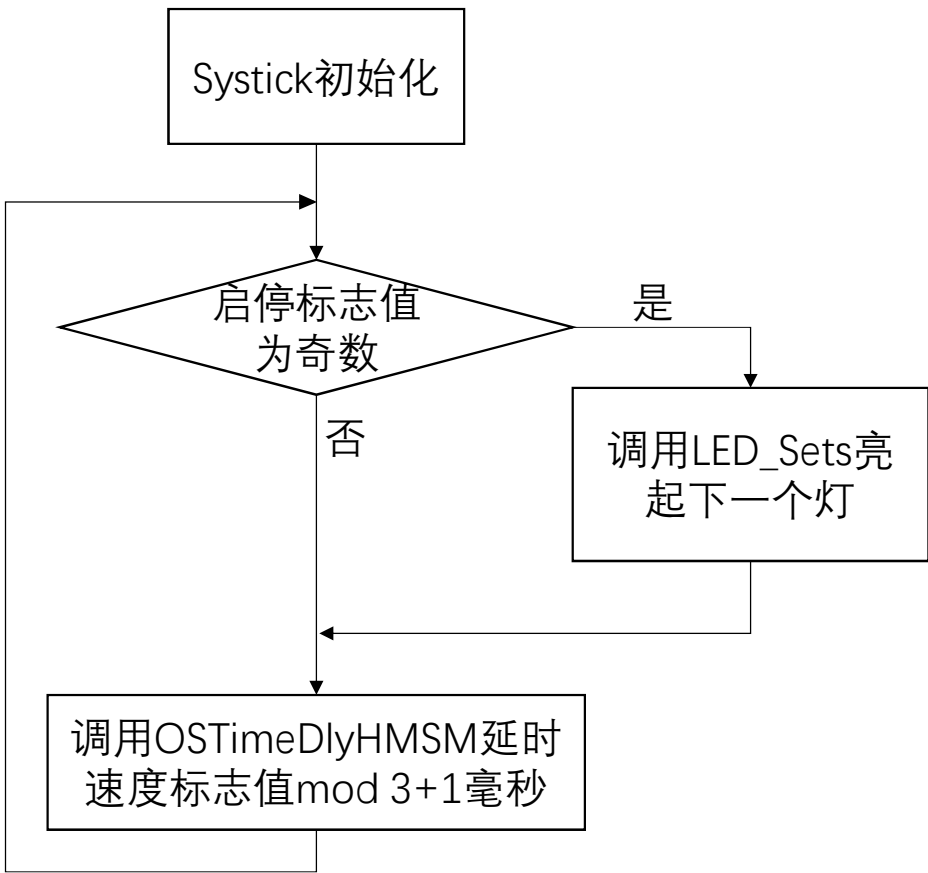 Systick初始化
启停标志值
为奇数
是
否
调用LED_Sets亮
起下一个灯
调用OSTimeDlyHMSM延时
速度标志值mod 3+1毫秒